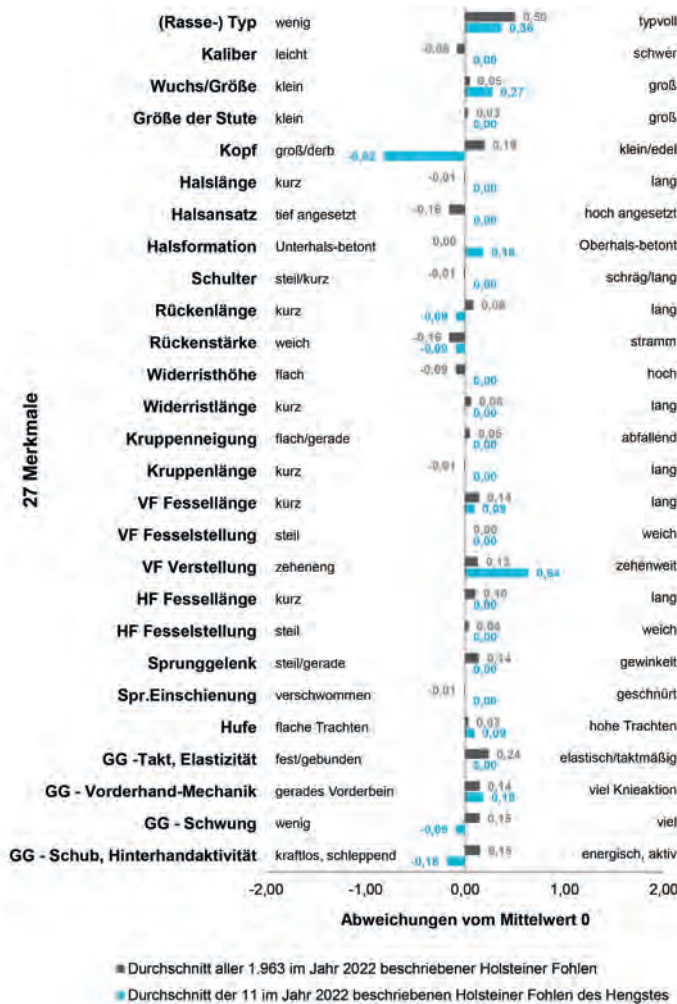 27 Merkmale
(Rasse-) Typ wenig 0,50 0,36 typvoll
Kaliber leicht -0,08 0,00 schwer
Wuchs/Größe klein 0,05 0,27 groß
Größe der Stute klein 0,03 0,00 groß
Kopf groß/derb 0,19 -0,82 klein/edel
Halslänge kurz -0,01 0,00 lang
Halsansatz tief angesetzt -0,16 0,00 hoch angesetzt
Halsformation Unterhals-betont 0,00 0,18 Oberhals-betont
Schulter steil/kurz -0,01 0,00 schräg/lang
Rückenlänge kurz 0,08 -0,09 lang
Rückenstärke weich -0,16 -0,09 stramm
Widerristhöhe flach -0,09 0,00 hoch
Widerristlänge kurz 0,06 0,00 lang
Kruppenneigung flach/gerade 0,05 0,00 abfallend
Kruppenlänge kurz -0,01 0,00 lang
VF Fessellänge kurz 0,14 0,09 lang
VF Fesselstellung steil 0,00 0,00 weich
VF Verstellung zeheneng 0,13 0,64 zehenweit
HF Fessellänge kurz 0,10 0,00 lang
HF Fesselstellung steil 0,04 0,00 weich
Sprunggelenk steil/gerade 0,14 0,00 gewinkelt
Spr.Einschienung verschwommen -0,01 0,00 geschnürt
Hufe flache Trachten 0,03 0,09 hohe Trachten
GG -Takt, Elastizität fest/gebunden 0,24 0,00 elastisch/taktmäßig
GG - Vorderhand-Mechanik gerades Vorderbein 0,14 0,18 viel Knieaktion
GG - Schwung wenig 0,15 -0,09 viel
GG - Schub, Hinterhandaktivität kraftlos, schleppend 0,15 -0,18 energisch, aktiv
-2,00 -1,00 0,00 1,00 2,00
Abweichungen vom Mittelwert 0
Durchschnitt aller 1.963 im Jahr 2022 beschriebener Holsteiner Fohlen
Durchschnitt der 11 im Jahr 2022 beschriebenen Holsteiner Fohlen des Hengstes